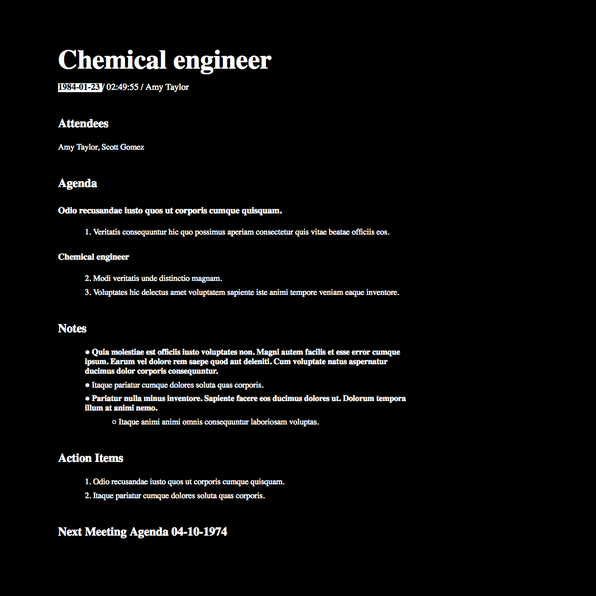 Chemical engineer
1984-01-23 / 02:49:55 / Amy Taylor
Attendees
Amy Taylor, Scott Gomez
Agenda
Odio recusandae iusto quos ut corporis cumque quisquam.
1. Veritatis consequuntur hic quo possimus aperiam consectetur quis vitae beatae officiis eos.
Chemical engineer
2. Modi veritatis unde distinctio magnam.
3. Voluptates hic delectus amet voluptatem sapiente iste animi tempore veniam eaque inventore.
Notes
● Quia molestiae est officiis iusto voluptates non. Magni autem facilis et esse error cumque
ipsum. Earum vel dolore rem saepe quod aut deleniti. Cum voluptate natus aspernatur
ducimus dolor corporis consequuntur.
● Itaque pariatur cumque dolores soluta quas corporis.
● Pariatur nulla minus inventore. Sapiente facere eos ducimus dolores ut. Dolorum tempora
illum at animi nemo.
○ Itaque animi animi omnis consequuntur laboriosam voluptas.
Action Items
1. Odio recusandae iusto quos ut corporis cumque quisquam.
2. Itaque pariatur cumque dolores soluta quas corporis.
Next Meeting Agenda 04-10-1974